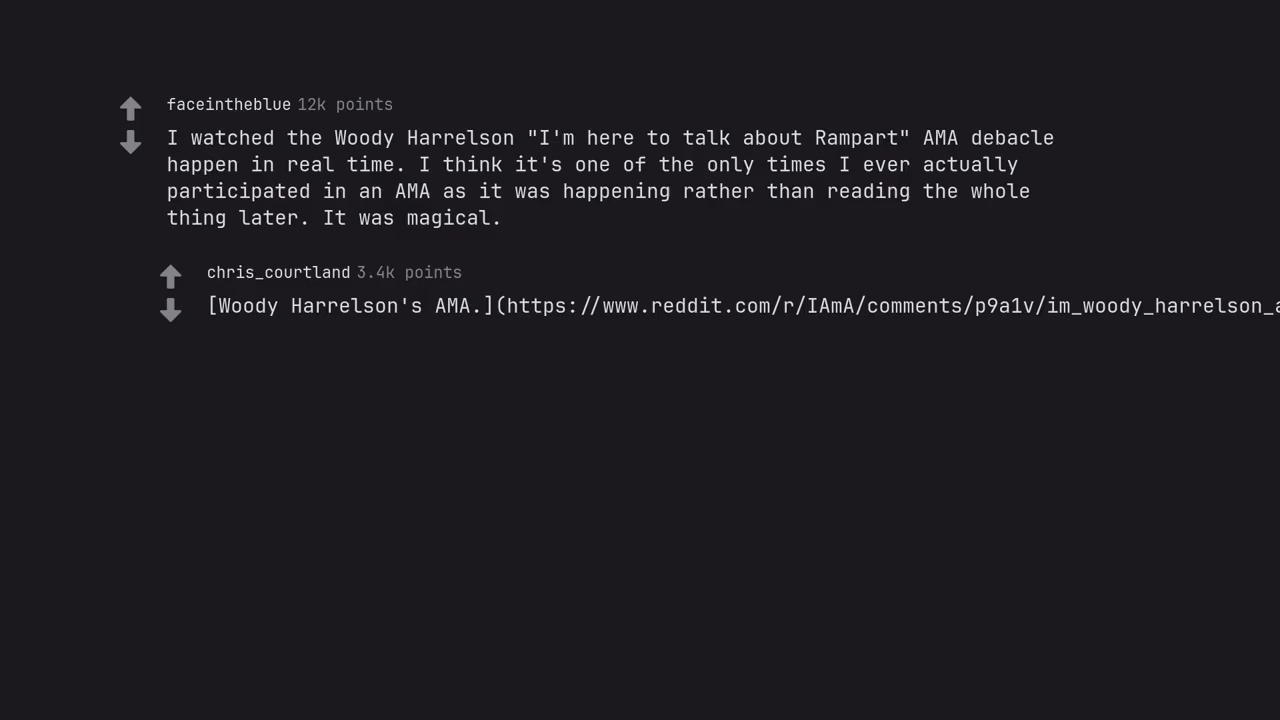 faceintheblue 12k points
I watched the Woody Harrelson "I'm here to talk about Rampart" AMA debacle
happen in real time. I think it's one of the only times I ever actually
participated in an AMA as it was happening rather than reading the whole
thing later. It was magical.
chris_courtland 3.4k points
[Woody Harrelson's AMA.](https://www.reddit.com/r/IAmA/comments/p9a1v/im_woody_harrelson_a